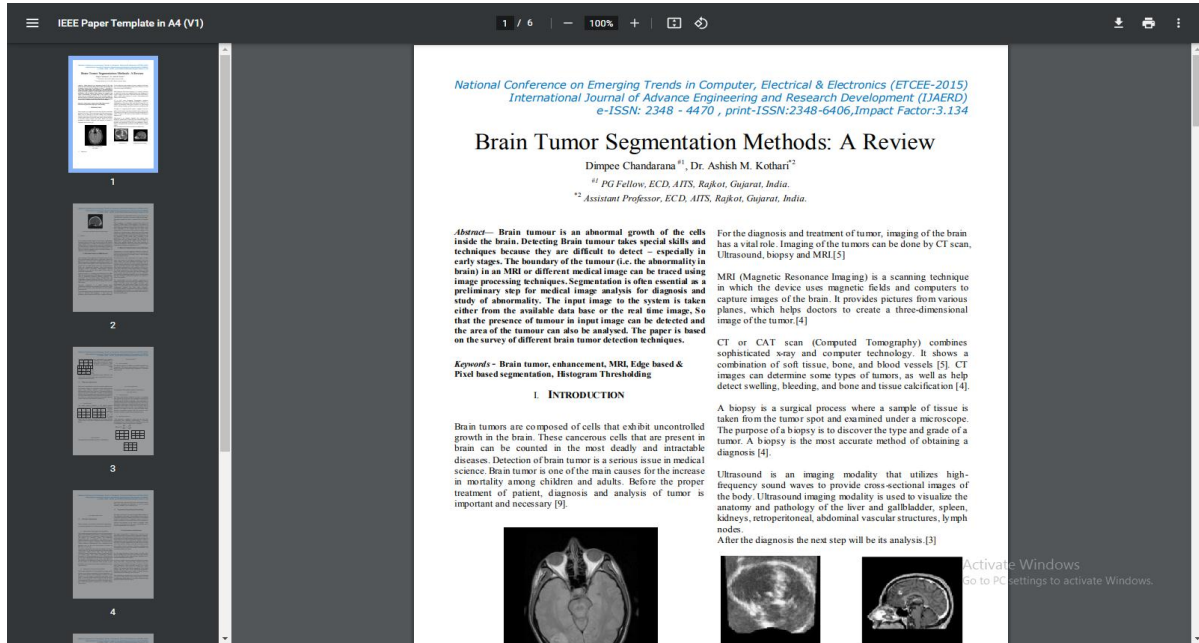 IEEE Paper Template in A4 (V1)
1 / 6
100%
1
2
3
4
National Conference on Emerging Trends in Computer, Electrical & Electronics (ETCEE-2015)
International Journal of Advance Engineering and Research Development (IJAERD)
e-ISSN: 2348 - 4470 , print-ISSN:2348-6406,Impact Factor:3.134
Brain Tumor Segmentation Methods: A Review
Dimpee Chandarana #1, Dr. Ashish M. Kothari*2
#1 PG Fellow, ECD, AITS, Rajkot, Gujarat, India.
*2 Assistant Professor, ECD, AITS, Rajkot, Gujarat, India.
Abstract— Brain tumour is an abnormal growth of the cells
inside the brain. Detecting Brain tumour takes special skills and
techniques because they are difficult to detect – especially in
early stages. The boundary of the tumour (i.e. the abnormality in
brain) in an MRI or different medical image can be traced using
image processing techniques. Segmentation is often essential as a
preliminary step for medical image analysis for diagnosis and
study of abnormality. The input image to the system is taken
either from the available data base or the real time image, So
that the presence of tumour in input image can be detected and
the area of the tumour can also be analysed. The paper is based
on the survey of different brain tumor detection techniques.
Keywords - Brain tumor, enhancement, MRI, Edge based &
Pixel based segmentation, Histogram Thresholding
I. INTRODUCTION
Brain tumors are composed of cells that exhibit uncontrolled
growth in the brain. These cancerous cells that are present in
brain can be counted in the most deadly and intractable
diseases. Detection of brain tumor is a serious issue in medical
science. Brain tumor is one of the main causes for the increase
in mortality among children and adults. Before the proper
treatment of patient, diagnosis and analysis of tumor is
important and necessary [9].
For the diagnosis and treatment of tumor, imaging of the brain
has a vital role. Imaging of the tumors can be done by CT scan,
Ultrasound, biopsy and MRI.[5]
MRI (Magnetic Resonance Imaging) is a scanning technique
in which the device uses magnetic fields and computers to
capture images of the brain. It provides pictures from various
planes, which helps doctors to create a three-dimensional
image of the tumor.[4]
CT or CAT scan (Computed Tomography) combines
sophisticated x-ray and computer technology. It shows a
combination of soft tissue, bone, and blood vessels [5]. CT
images can determine some types of tumors, as well as help
detect swelling, bleeding, and bone and tissue calcification [4].
A biopsy is a surgical process where a sample of tissue is
taken from the tumor spot and examined under a microscope.
The purpose of a biopsy is to discover the type and grade of a
tumor. A biopsy is the most accurate method of obtaining a
diagnosis [4].
Ultrasound is an imaging modality that utilizes high-
frequency sound waves to provide cross-sectional images of
the body. Ultrasound imaging modality is used to visualize the
anatomy and pathology of the liver and gallbladder, spleen,
kidneys, retroperitoneal, abdominal vascular structures, lymph
nodes.
After the diagnosis the next step will be its analysis.[3]
Activate Windows
Go to PC settings to activate Windows.